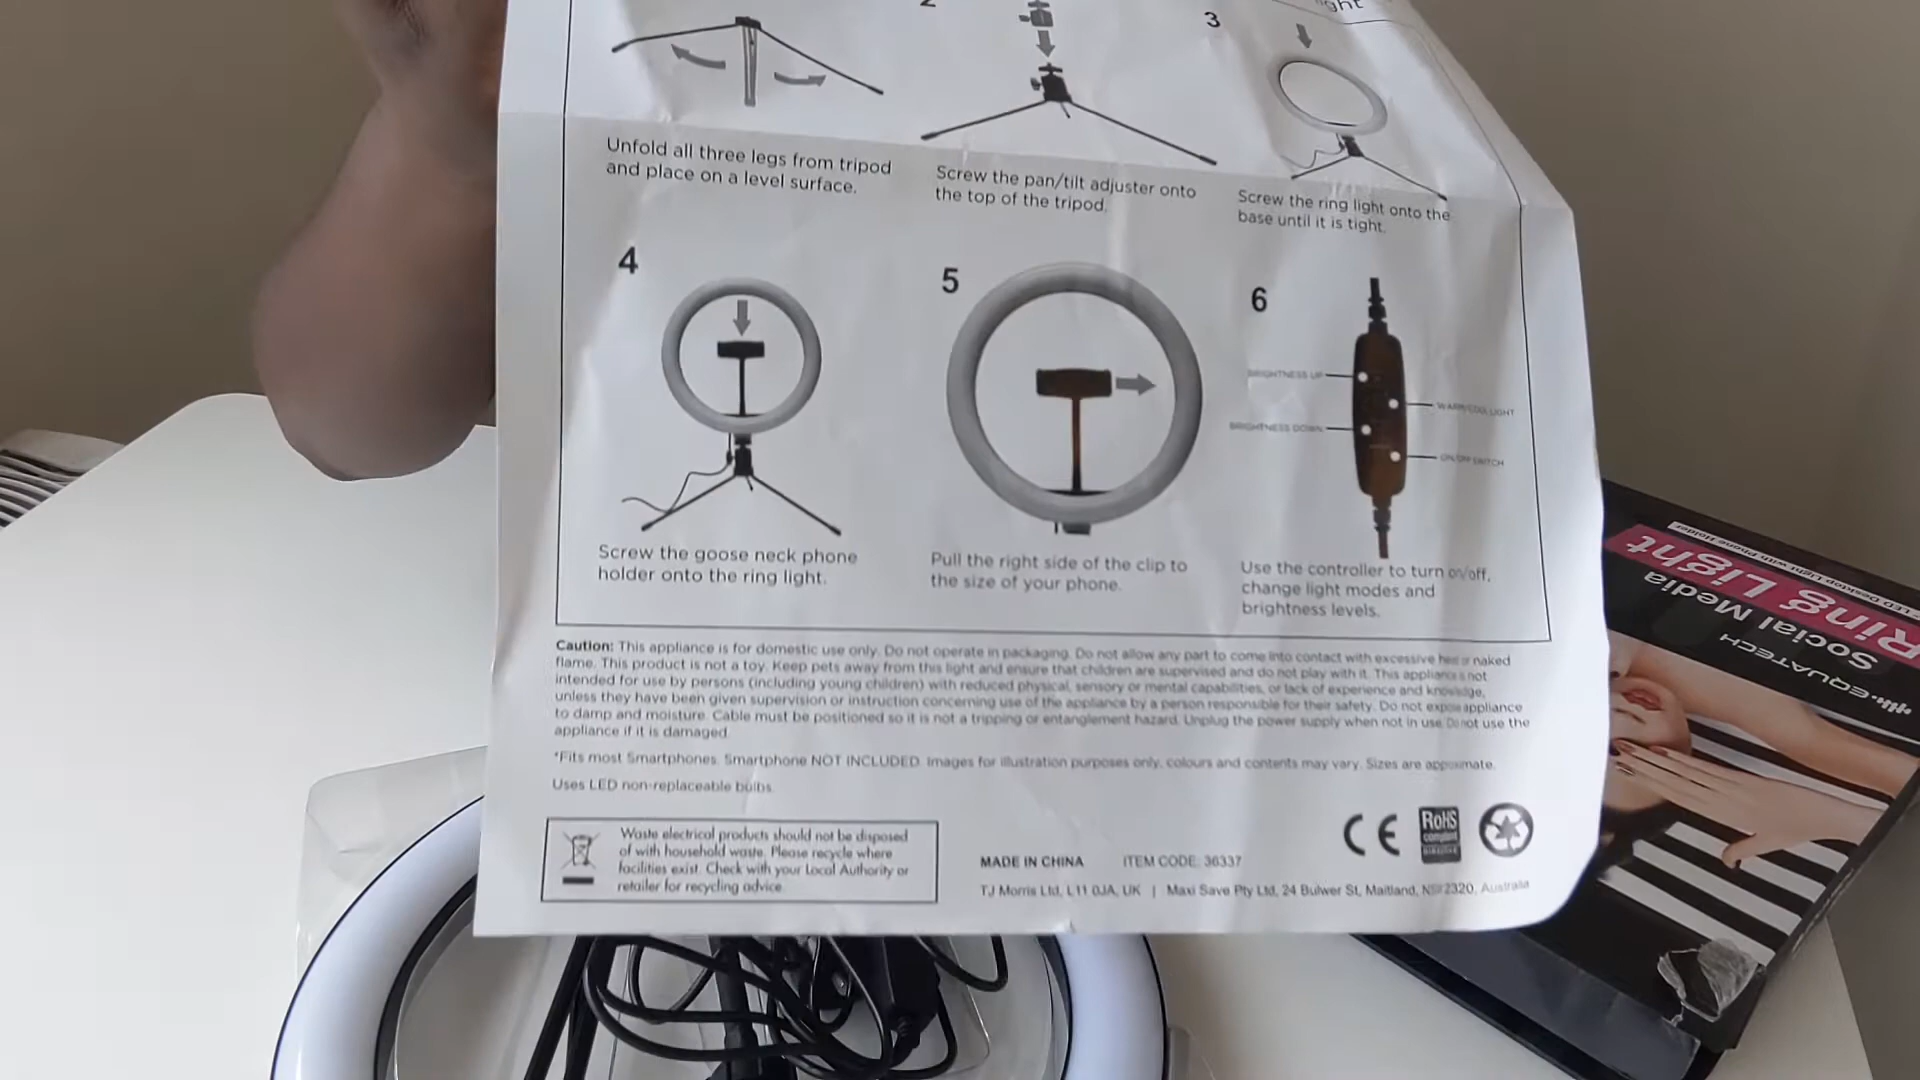 2
3
ght
Unfold all three legs from tripod
and place on a level surface.
Screw the pan/tilt adjuster onto
the top of the tripod.
Screw the ring light onto the
base until it is tight.
4
5
6
BRIGHTNESS UP
WARM/COOL LIGHT
BRIGHTNESS DOWN
ON/OFF SWITCH
Screw the goose neck phone
holder onto the ring light.
Pull the right side of the clip to
the size of your phone.
Use the controller to turn on/off,
change light modes and
brightness levels.
Caution: This appliance is for domestic use only. Do not operate in packaging. Do not allow any part to come into contact with excessive heat or naked
flame. This product is not a toy. Keep pets away from this light and ensure that children are supervised and do not play with it. This appliance is not
intended for use by persons (including young children) with reduced physical, sensory or mental capabilities, or lack of experience and knowledge,
unless they have been given supervision or instruction concerning use of the appliance by a person responsible for their safety. Do not expose appliance
to damp and moisture. Cable must be positioned so it is not a tripping or entanglement hazard. Unplug the power supply when not in use. Do not use the
appliance if it is damaged.
*Fits most Smartphones. Smartphone NOT INCLUDED. Images for illustration purposes only, colours and contents may vary. Sizes are approximate.
Uses LED non-replaceable bulbs.
Waste electrical products should not be disposed
of with household waste. Please recycle where
facilities exist. Check with your Local Authority or
retailer for recycling advice.
MADE IN CHINA ITEM CODE: 36337
TJ Morris Ltd, L11 0JA, UK | Maxi Save Pty Ltd, 24 Bulwer St, Maitland, NSW 2320, Australia
CE
RoHS
compliant
EQUATECH
Social Media
Ring Light
LED Desktop Light with Phone Holder